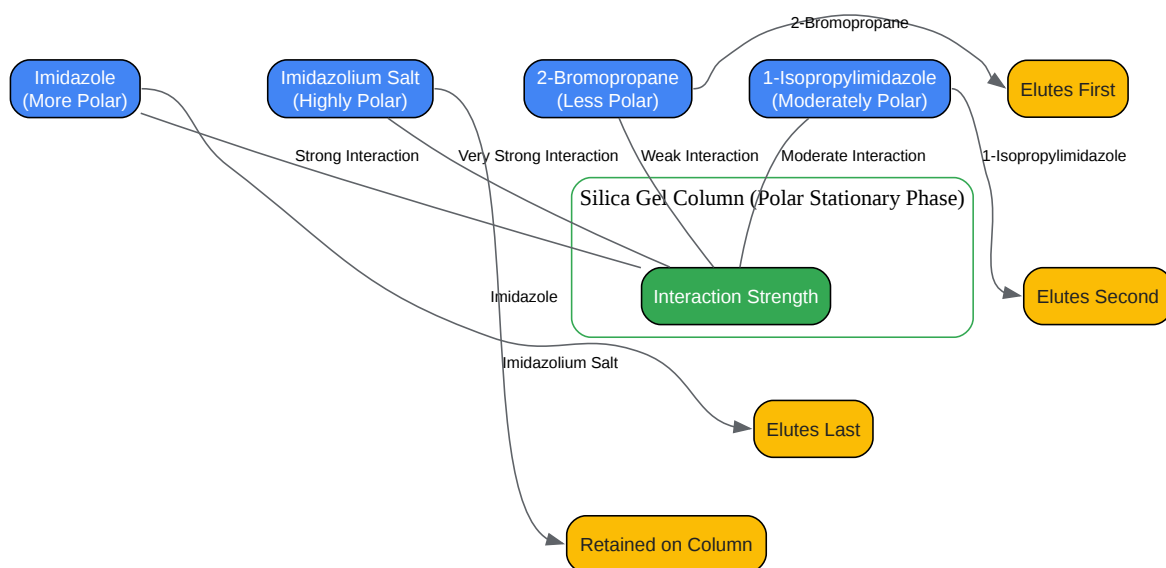 2-Bromopropane
Imidazole
(More Polar)
Imidazolium Salt
(Highly Polar)
2-Bromopropane
(Less Polar)
1-Isopropylimidazole
(Moderately Polar)
Elutes First
Strong Interaction
Very Strong Interaction
Weak Interaction
Moderate Interaction
1-Isopropylimidazole
Silica Gel Column (Polar Stationary Phase)
Interaction Strength
Elutes Second
Imidazole
Imidazolium Salt
Elutes Last
Retained on Column